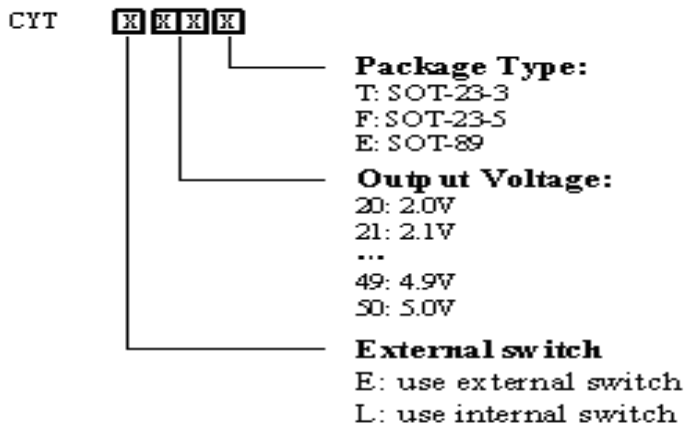 CYT X X X X
Package Type:
T: SOT-23-3
F: SOT-23-5
E: SOT-89
Output Voltage:
20: 2.0V
21: 2.1V
...
49: 4.9V
50: 5.0V
External switch
E: use external switch
L: use internal switch